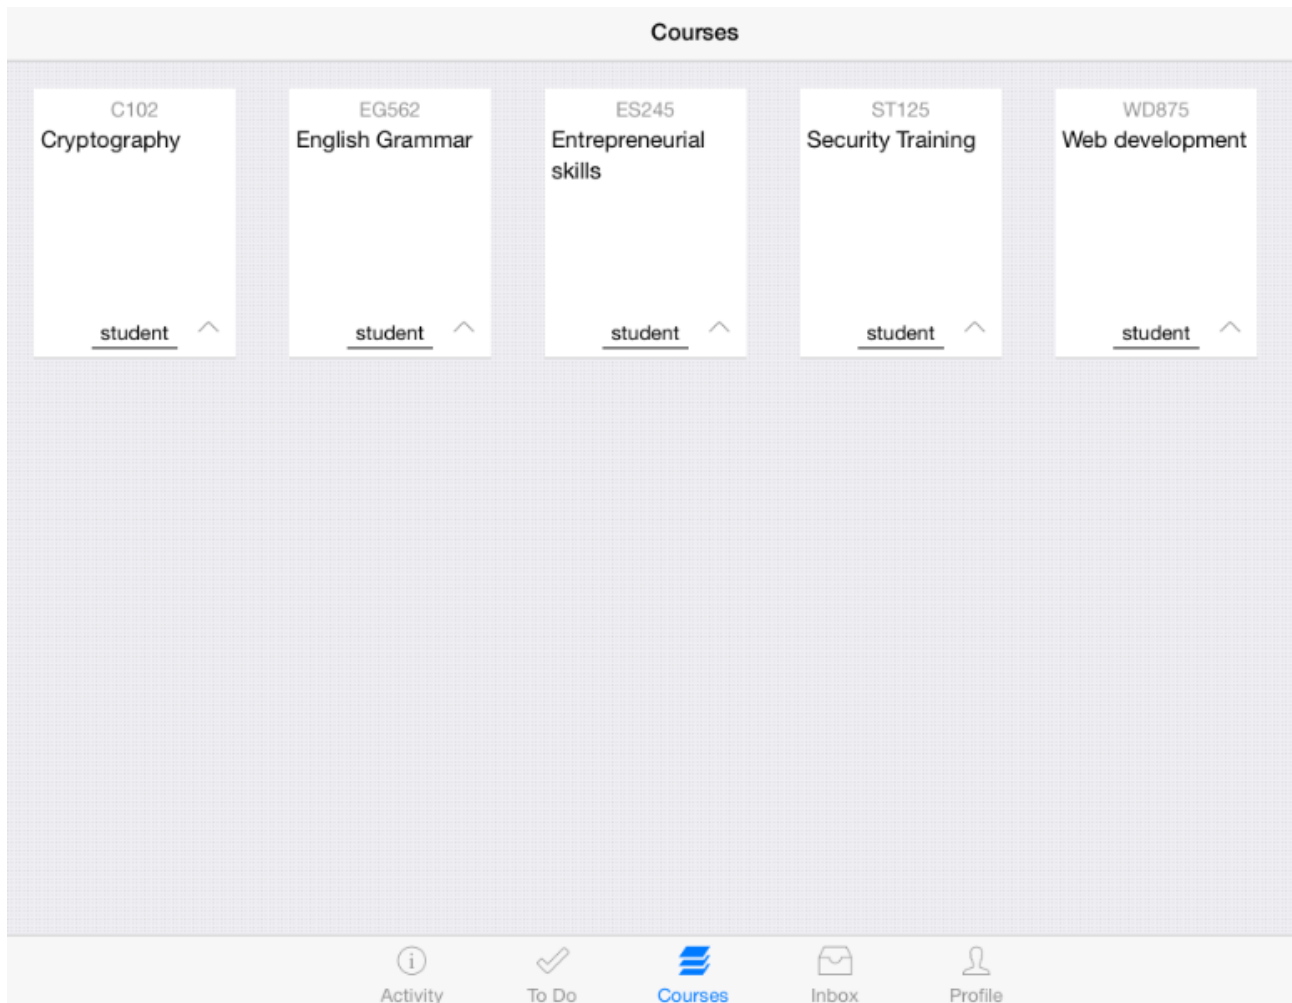 Courses
C102
Cryptography
student
EG562
English Grammar
student
ES245
Entrepreneurial
skills
student
ST125
Security Training
student
WD875
Web development
student
Activity
To Do
Courses
Inbox
Profile